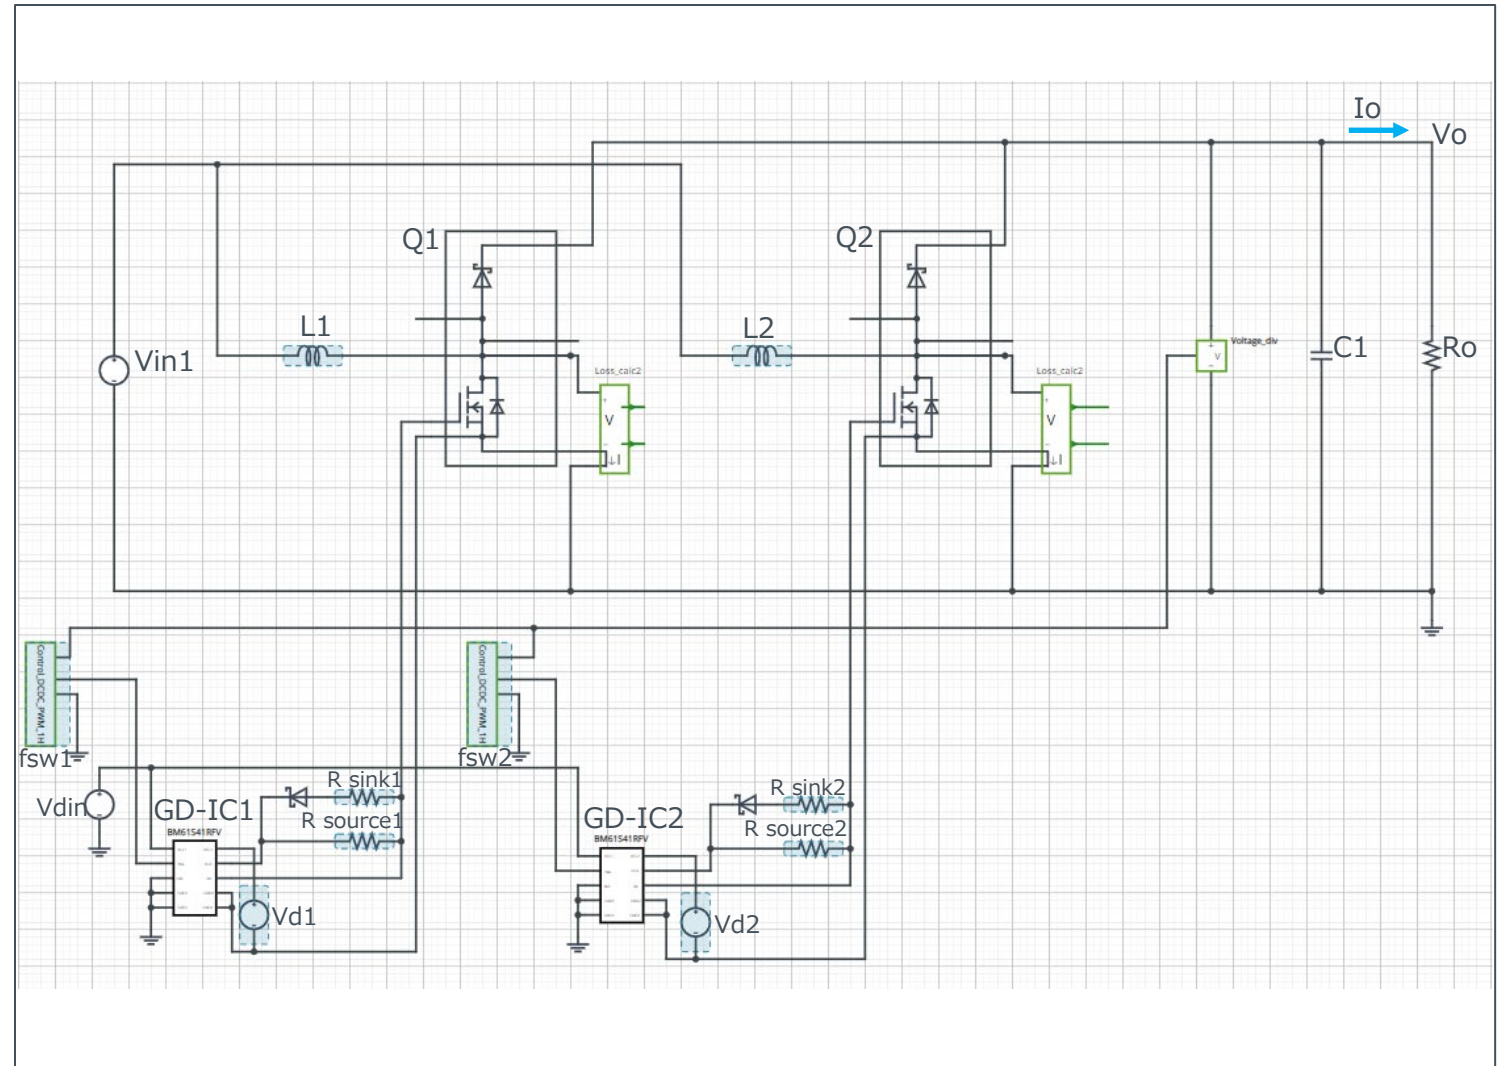 Io
Vo
Q1
Q2
L1
L2
Vin1
Voltage_div
V
C1
Ro
Loss_calc2
V
I
Loss_calc2
V
I
Control_DCDC_PWM_1H
fsw1
Control_DCDC_PWM_1H
fsw2
Vdin
GD-IC1
BM61S41RFV
R sink1
R source1
Vd1
GD-IC2
BM61S41RFV
R sink2
R source2
Vd2